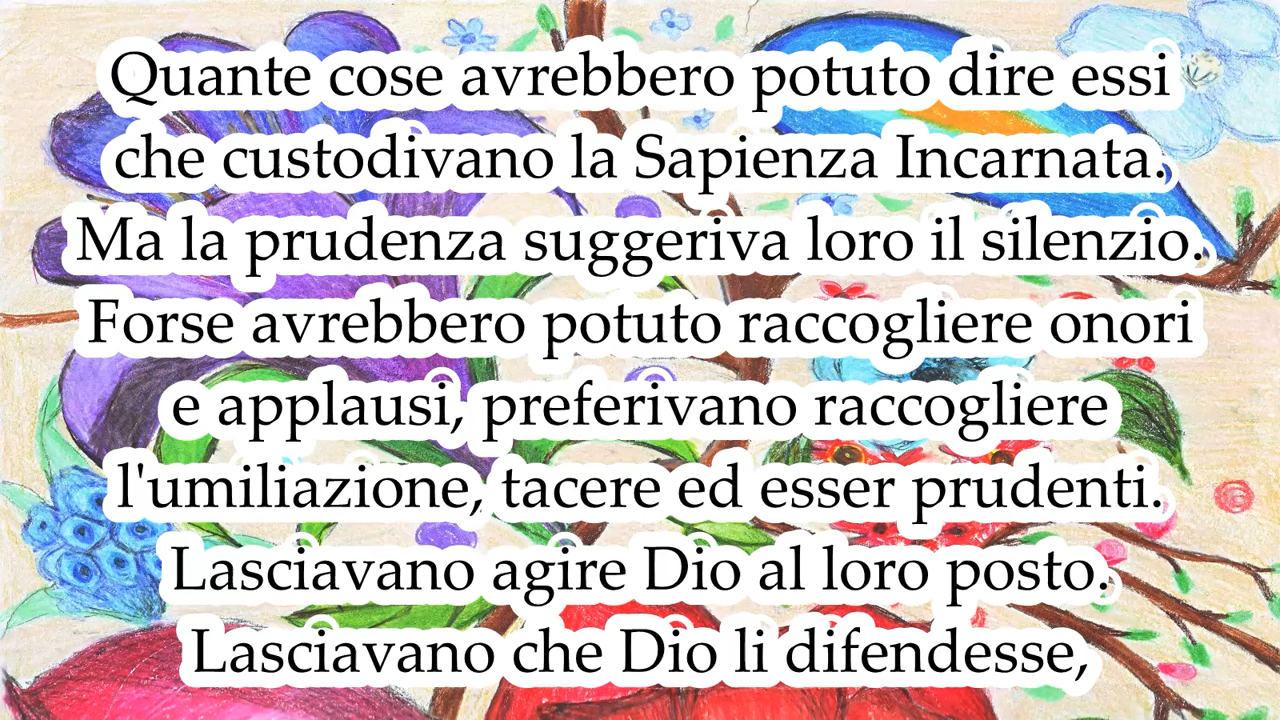 Quante cose avrebbero potuto dire essi
che custodivano la Sapienza Incarnata.
Ma la prudenza suggeriva loro il silenzio.
Forse avrebbero potuto raccogliere onori
e applausi, preferivano raccogliere
l'umiliazione, tacere ed esser prudenti.
Lasciavano agire Dio al loro posto.
Lasciavano che Dio li difendesse,